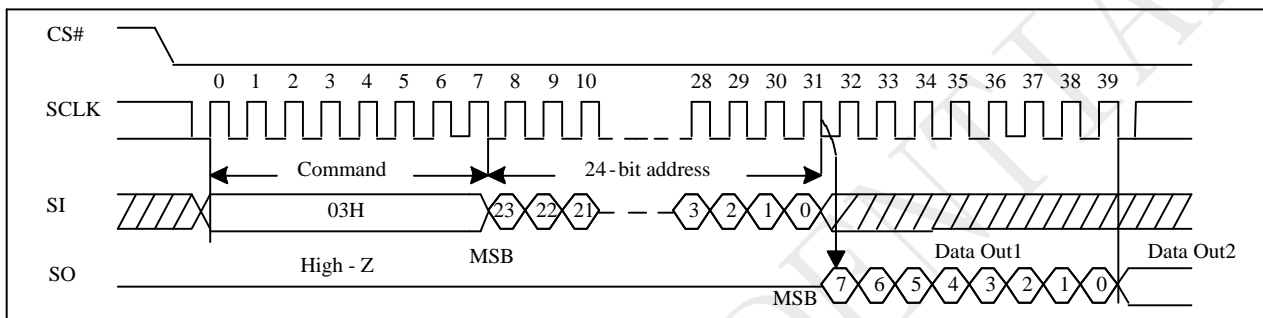 CS#
0 1 2 3 4 5 6 7 8 9 10 28 29 30 31 32 33 34 35 36 37 38 39
SCLK
Command 24-bit address
SI 03H 23 22 21 3 2 1 0
High - Z MSB Data Out1 Data Out2
SO
MSB 7 6 5 4 3 2 1 0